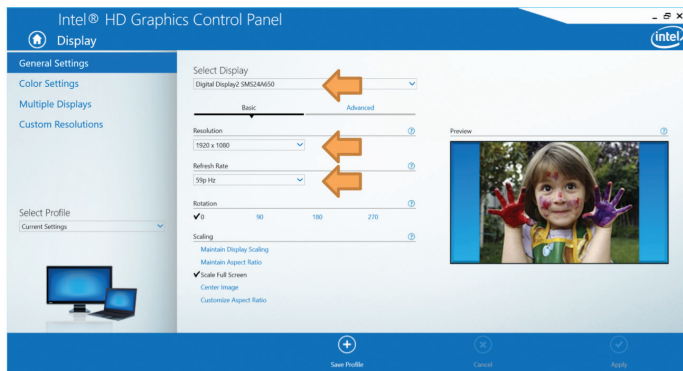 Intel® HD Graphics Control Panel
Display
intel
General Settings
Color Settings
Multiple Displays
Custom Resolutions
Select Profile
Current Settings
Select Display
Digital Display2 SMS24A650
Basic
Advanced
Resolution
?
1920 x 1080
Refresh Rate
?
59p Hz
Rotation
?
✔0 90 180 270
Scaling
?
Maintain Display Scaling
Maintain Aspect Ratio
✔Scale Full Screen
Center Image
Customize Aspect Ratio
Preview
?
Save Profile
Cancel
Apply